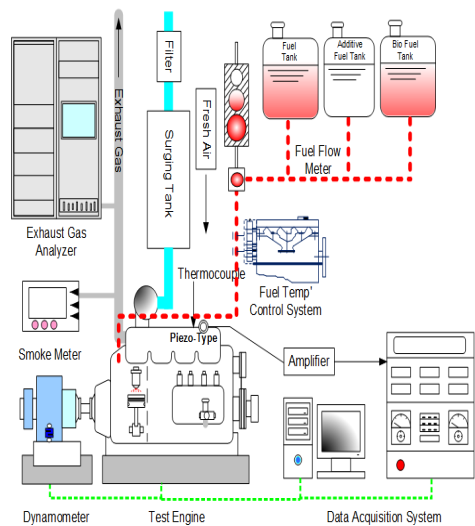 Fuel
Tank
Additive
Fuel Tank
Bio Fuel
Tank
Filter
Exhaust Gas
Surging Tank
Fresh Air
Fuel Flow
Meter
Exhaust Gas
Analyzer
Thermocouple
Fuel Temp'
Control System
Piezo-Type
Smoke Meter
Amplifier
Dynamometer
Test Engine
Data Acquisition System